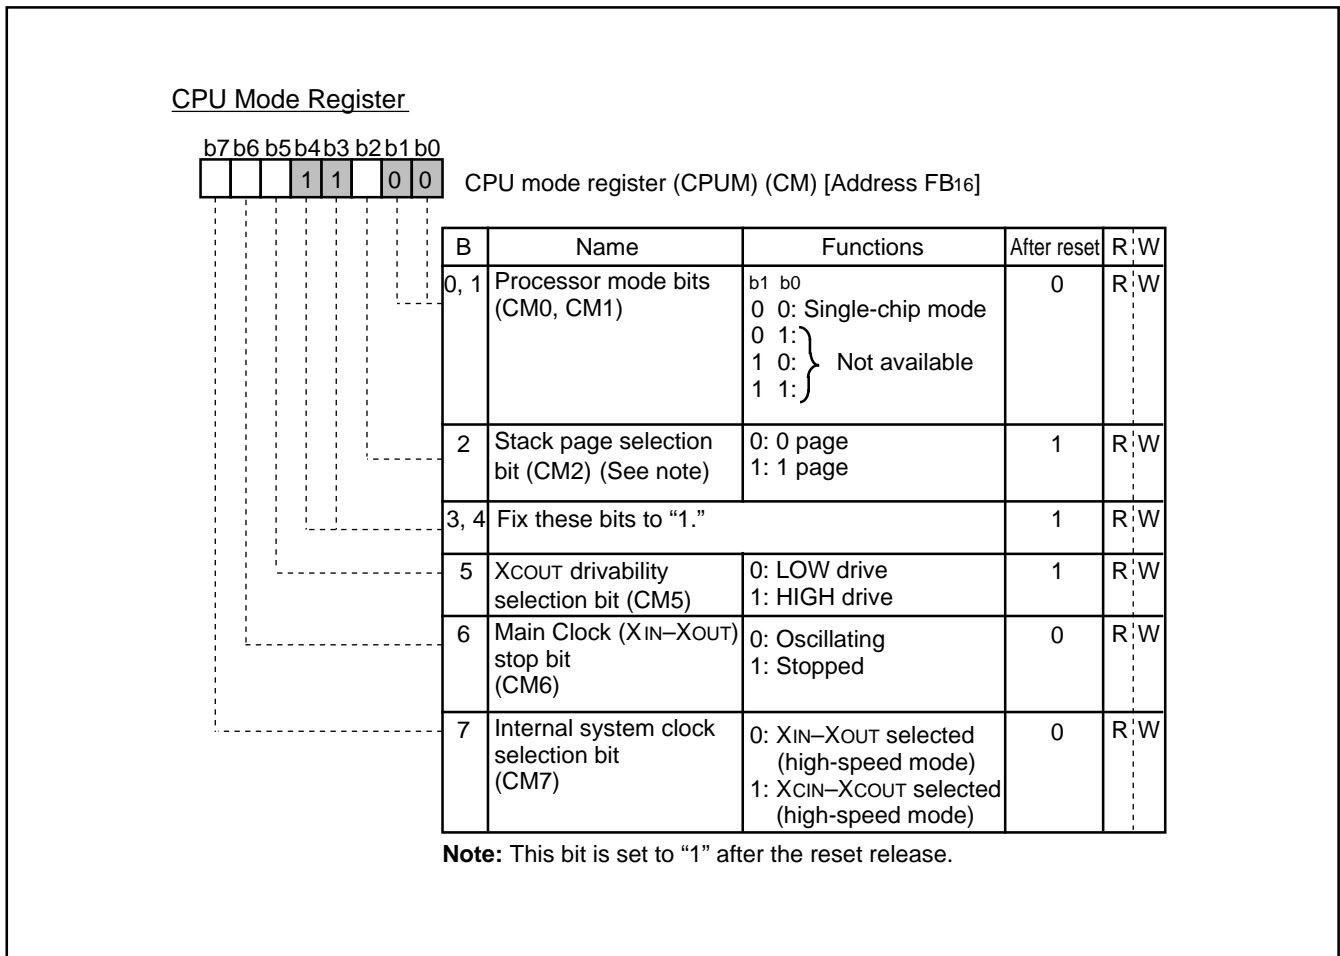 CPU Mode Register
b7 b6 b5 b4 b3 b2 b1 b0
1 1 0 0
CPU mode register (CPUM) (CM) [Address FB16]
B Name Functions After reset R W
0, 1 Processor mode bits (CM0, CM1)
b1 b0
0 0: Single-chip mode
0 1:
1 0: Not available
1 1:
0 R W
2 Stack page selection bit (CM2) (See note)
0: 0 page
1: 1 page
1 R W
3, 4 Fix these bits to “1.” 1 R W
5 XCOUT drivability selection bit (CM5)
0: LOW drive
1: HIGH drive
1 R W
6 Main Clock (XIN–XOUT) stop bit (CM6)
0: Oscillating
1: Stopped
0 R W
7 Internal system clock selection bit (CM7)
0: XIN–XOUT selected (high-speed mode)
1: XCIN–XCOUT selected (high-speed mode)
0 R W
Note: This bit is set to “1” after the reset release.